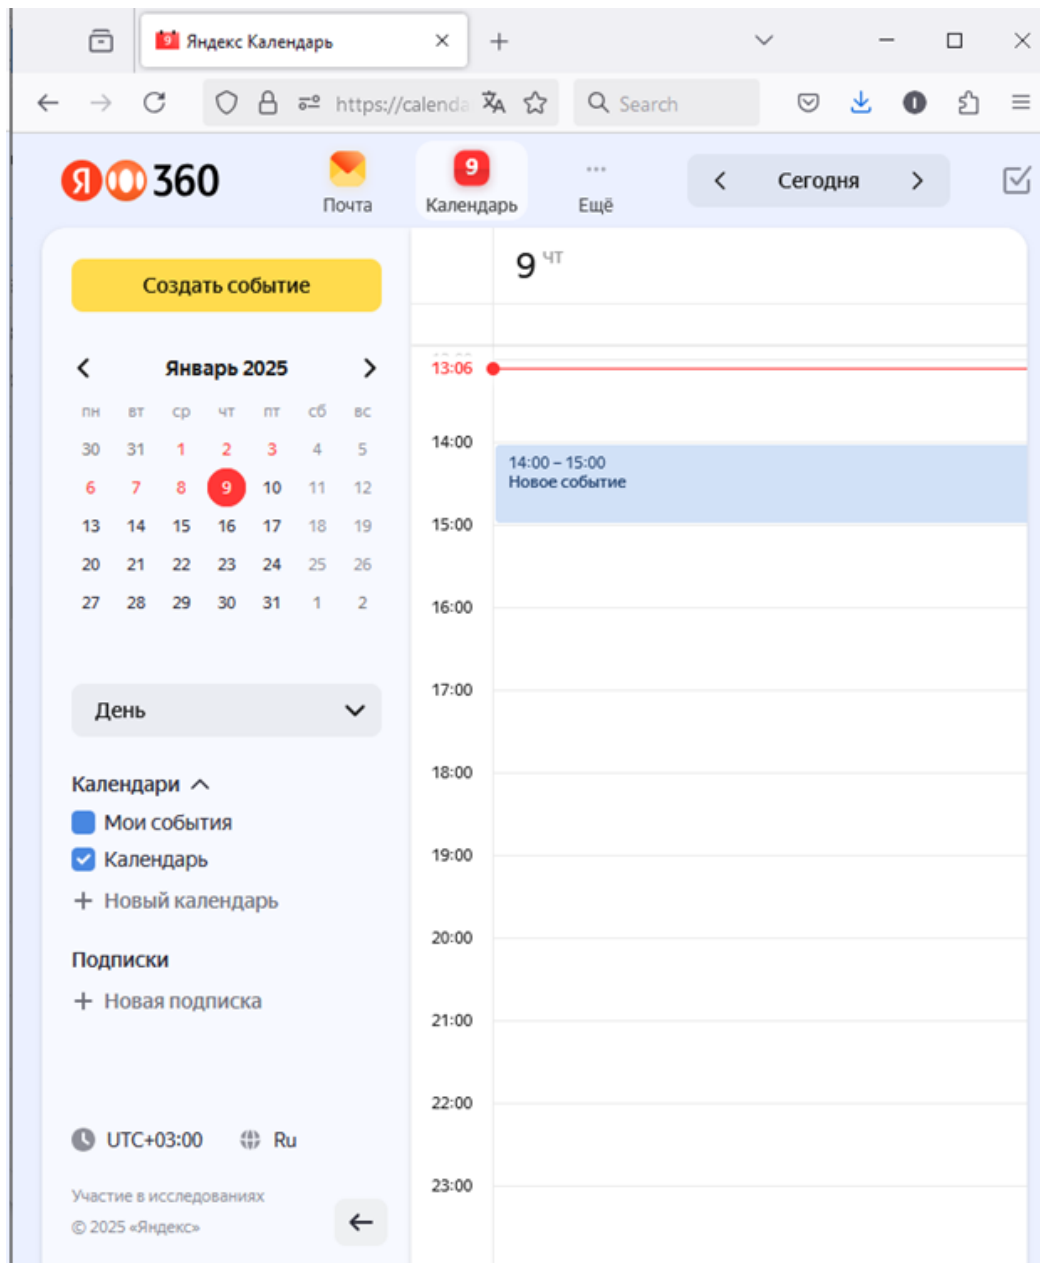 9 Яндекс Календарь
https://calenda
Search
Я 360
Почта
9
Календарь
Ещё
Сегодня
Создать событие
9 ЧТ
Январь 2025
пн вт ср чт пт сб вс
30 31 1 2 3 4 5
6 7 8 9 10 11 12
13 14 15 16 17 18 19
20 21 22 23 24 25 26
27 28 29 30 31 1 2
13:06
14:00
14:00 – 15:00
Новое событие
15:00
16:00
17:00
18:00
19:00
20:00
21:00
22:00
23:00
День
Календари
Мои события
Календарь
+ Новый календарь
Подписки
+ Новая подписка
UTC+03:00 Ru
Участие в исследованиях
© 2025 «Яндекс»